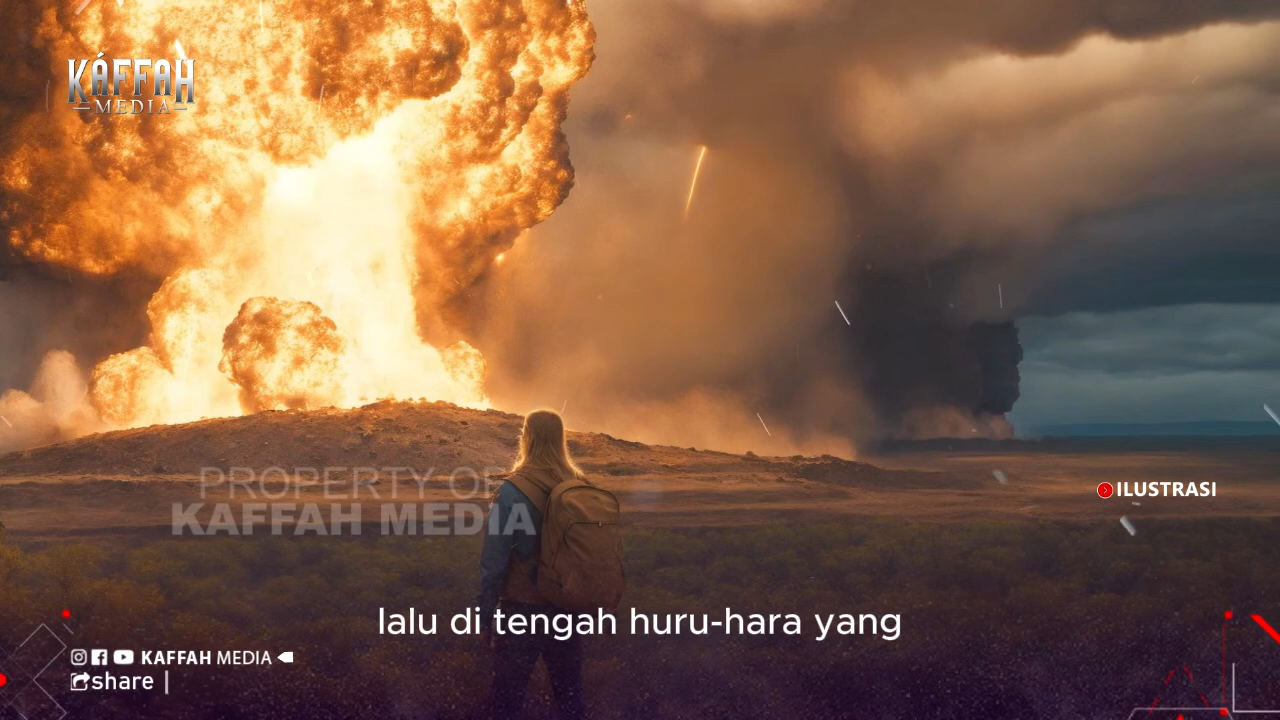 KÁFFAH
MEDIA
PROPERTY OF
KAFFAH MEDIA
ILUSTRASI
lalu di tengah huru-hara yang
KAFFAH MEDIA
share |